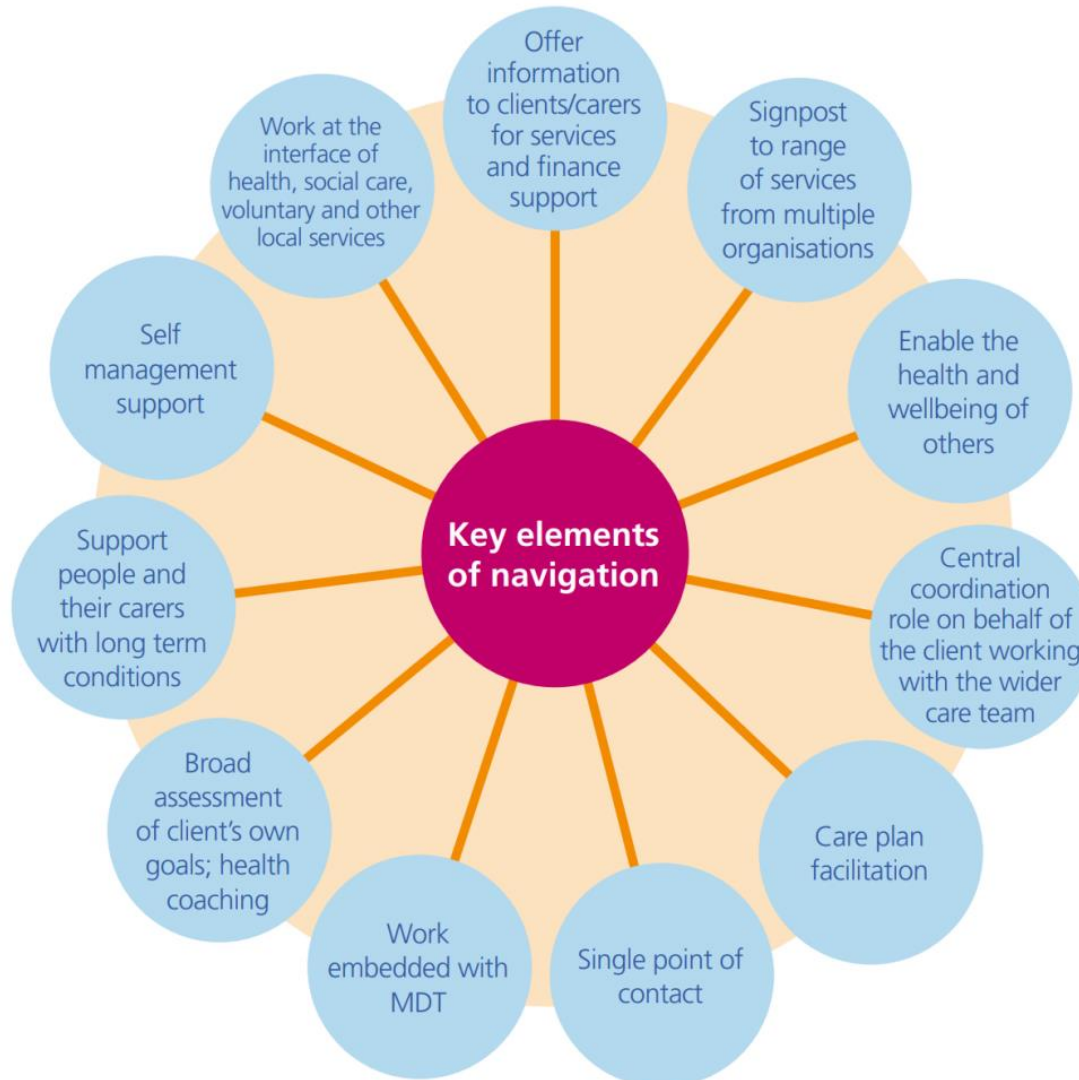 Offer
information
to clients/carers
for services
and finance
support
Signpost
to range
of services
from multiple
organisations
Enable the
health and
wellbeing of
others
Central
coordination
role on behalf of
the client working
with the wider
care team
Care plan
facilitation
Single point of
contact
Work
embedded with
MDT
Broad
assessment
of client’s own
goals; health
coaching
Support
people and
their carers
with long term
conditions
Self
management
support
Work at the
interface of
health, social care,
voluntary and other
local services
Key elements
of navigation